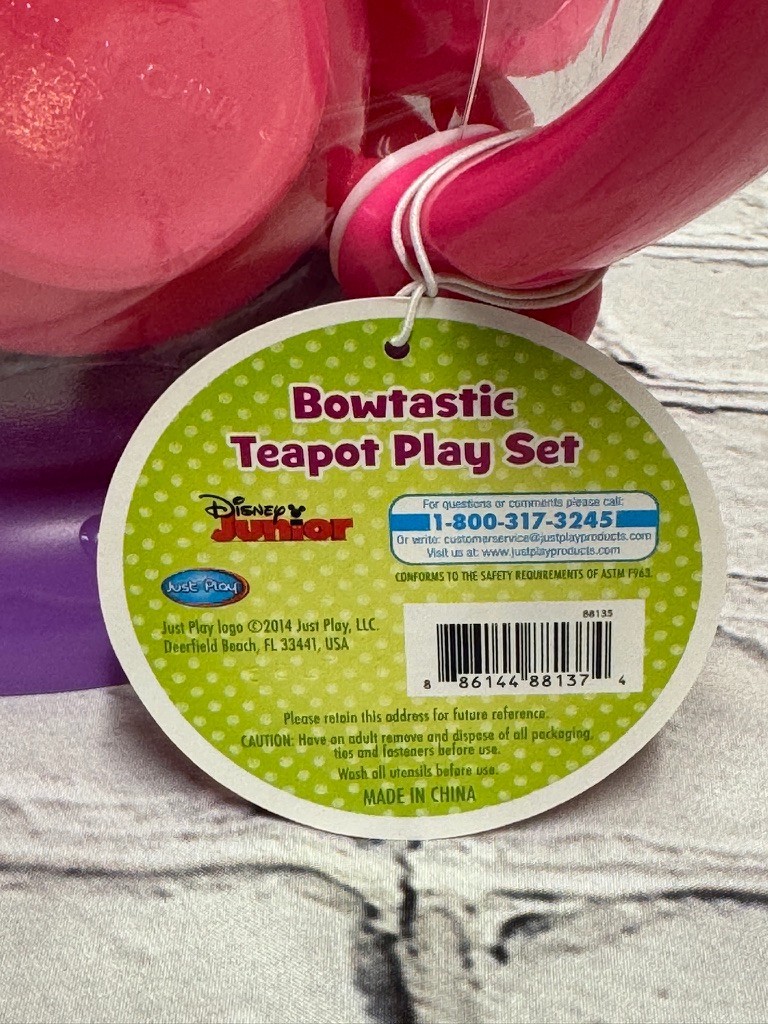 Bowtastic
Teapot Play Set
Disney
Junior
For questions or comments please call:
1-800-317-3245
Or write: customerservice@justplayproducts.com
Visit us at: www.justplayproducts.com
Just Play
CONFORMS TO THE SAFETY REQUIREMENTS OF ASTM F963.
Just Play logo ©2014 Just Play, LLC.
Deerfield Beach, FL 33441, USA
88135
8 86144 88137 4
Please retain this address for future reference.
CAUTION: Have an adult remove and dispose of all packaging,
ties and fasteners before use.
Wash all utensils before use.
MADE IN CHINA